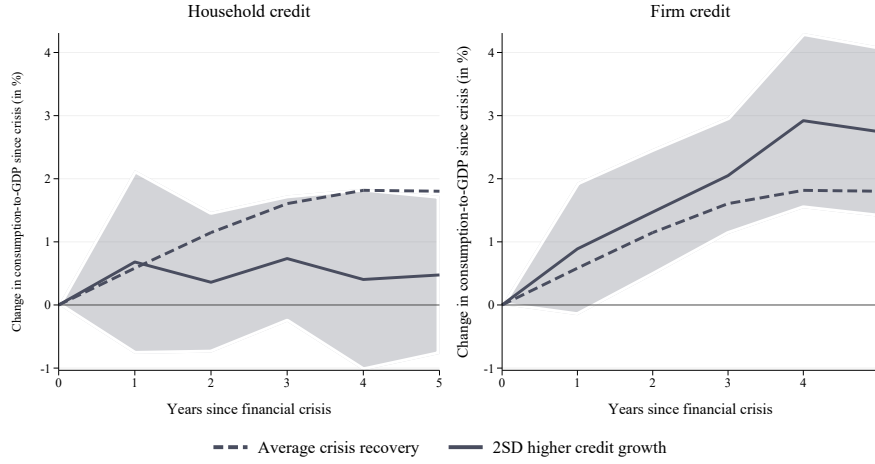 Household credit
Change in consumption-to-GDP since crisis (in %)
4
3
2
1
0
-1
0 1 2 3 4 5
Years since financial crisis
Firm credit
Change in consumption-to-GDP since crisis (in %)
4
3
2
1
0
-1
0 1 2 3 4
Years since financial crisis
Average crisis recovery
2SD higher credit growth